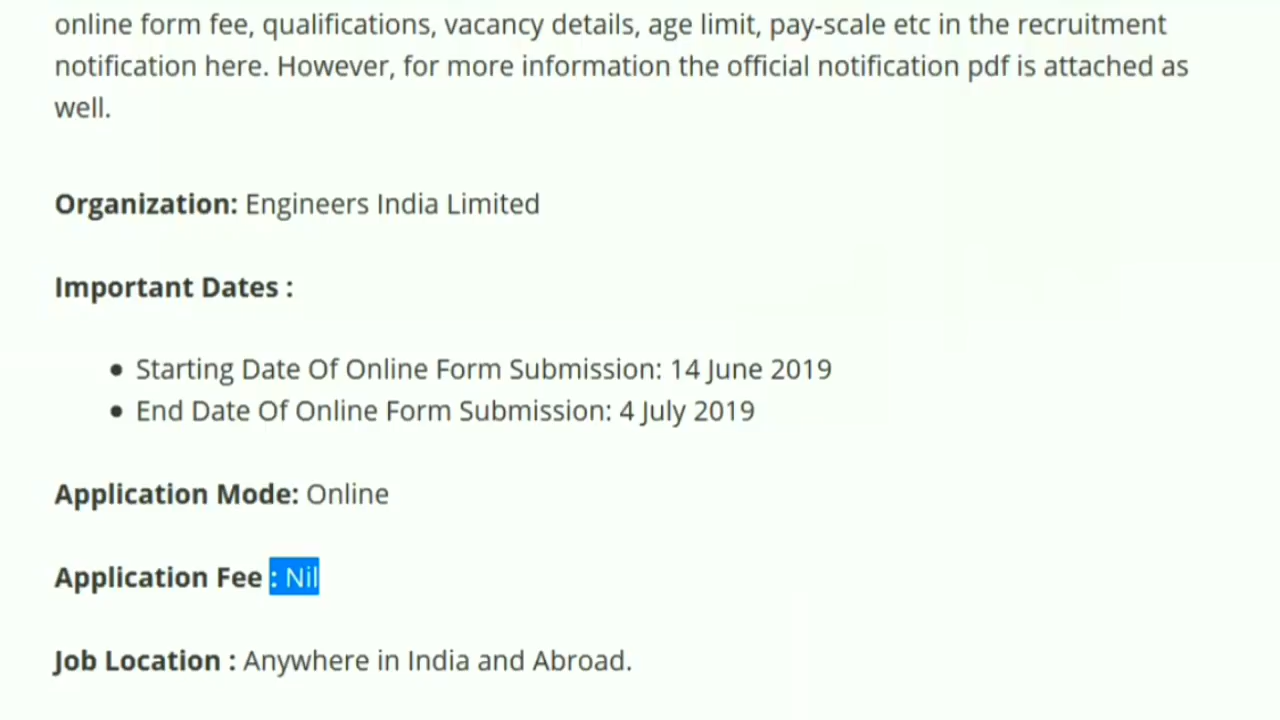 online form fee, qualifications, vacancy details, age limit, pay-scale etc in the recruitment
notification here. However, for more information the official notification pdf is attached as
well.
Organization: Engineers India Limited
Important Dates :
• Starting Date Of Online Form Submission: 14 June 2019
• End Date Of Online Form Submission: 4 July 2019
Application Mode: Online
Application Fee : Nil
Job Location : Anywhere in India and Abroad.